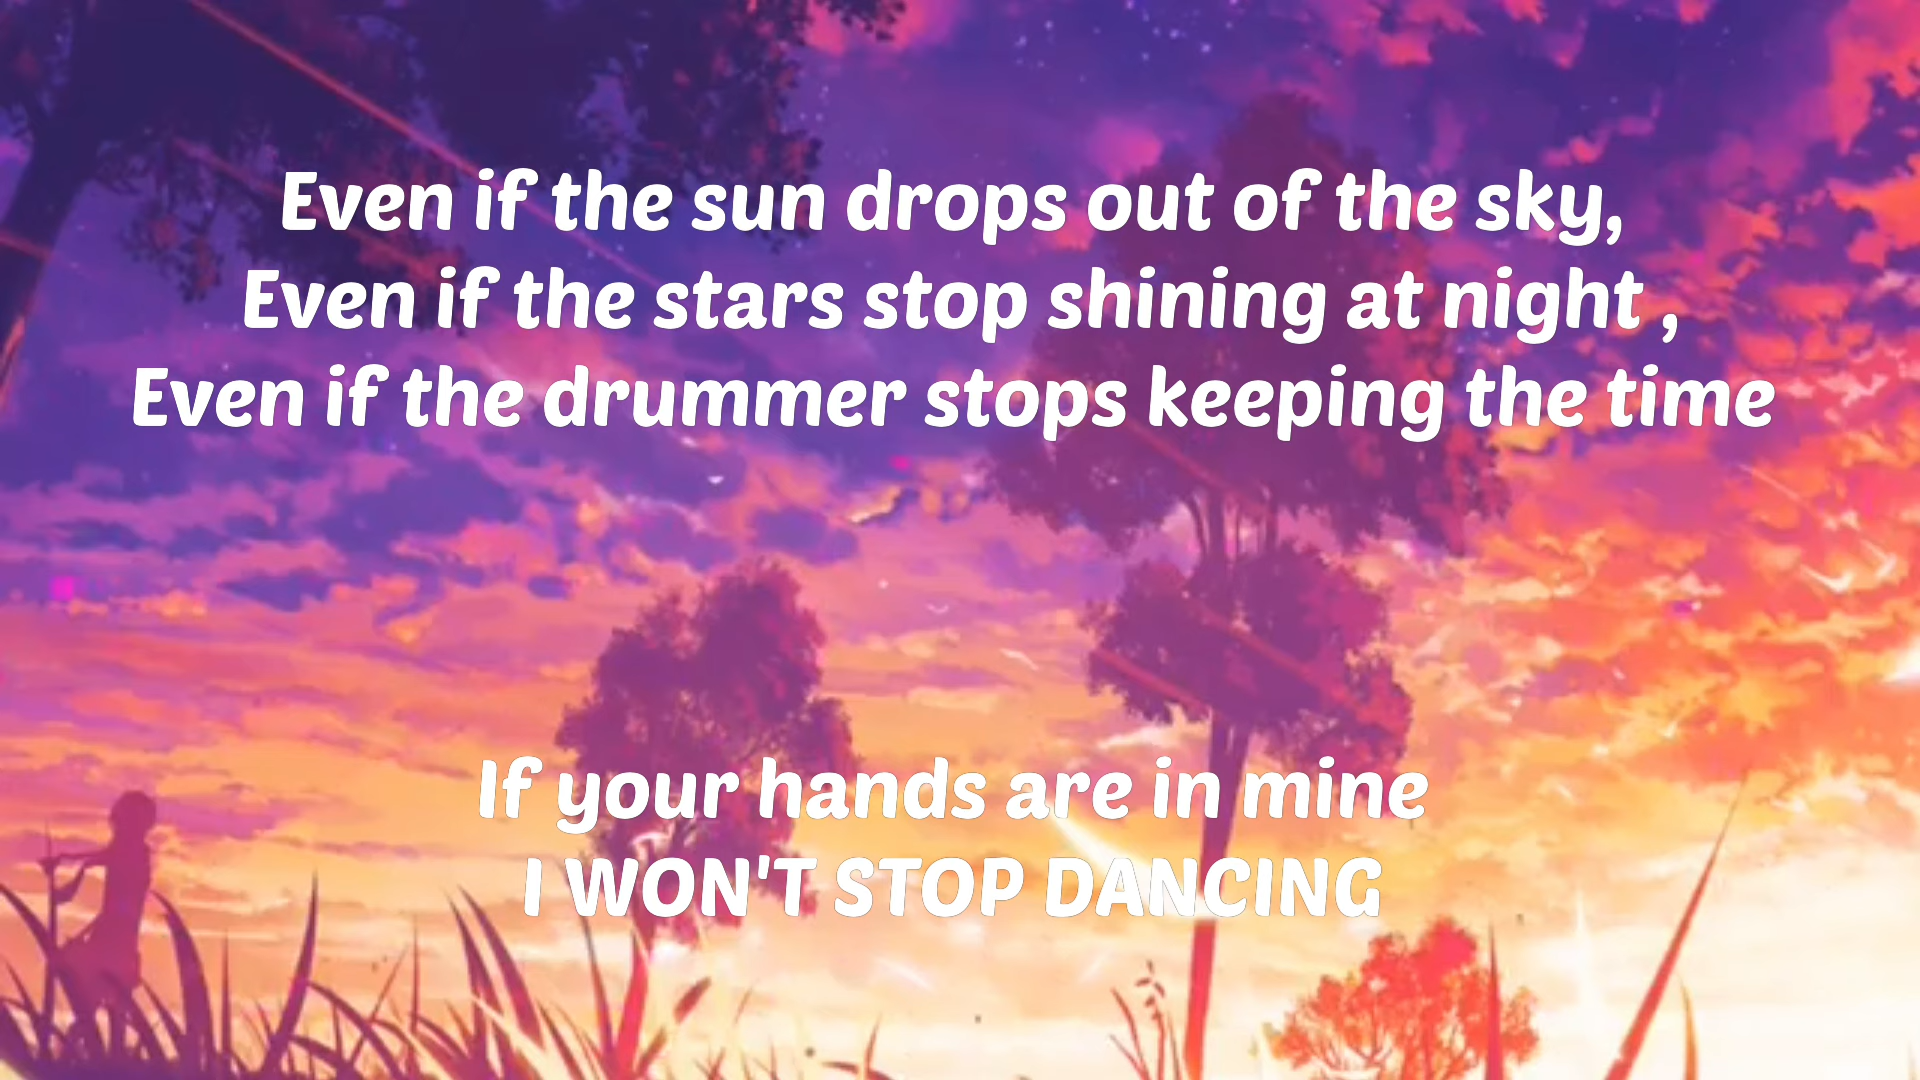 Even if the sun drops out of the sky,
Even if the stars stop shining at night ,
Even if the drummer stops keeping the time
If your hands are in mine
I WON'T STOP DANCING